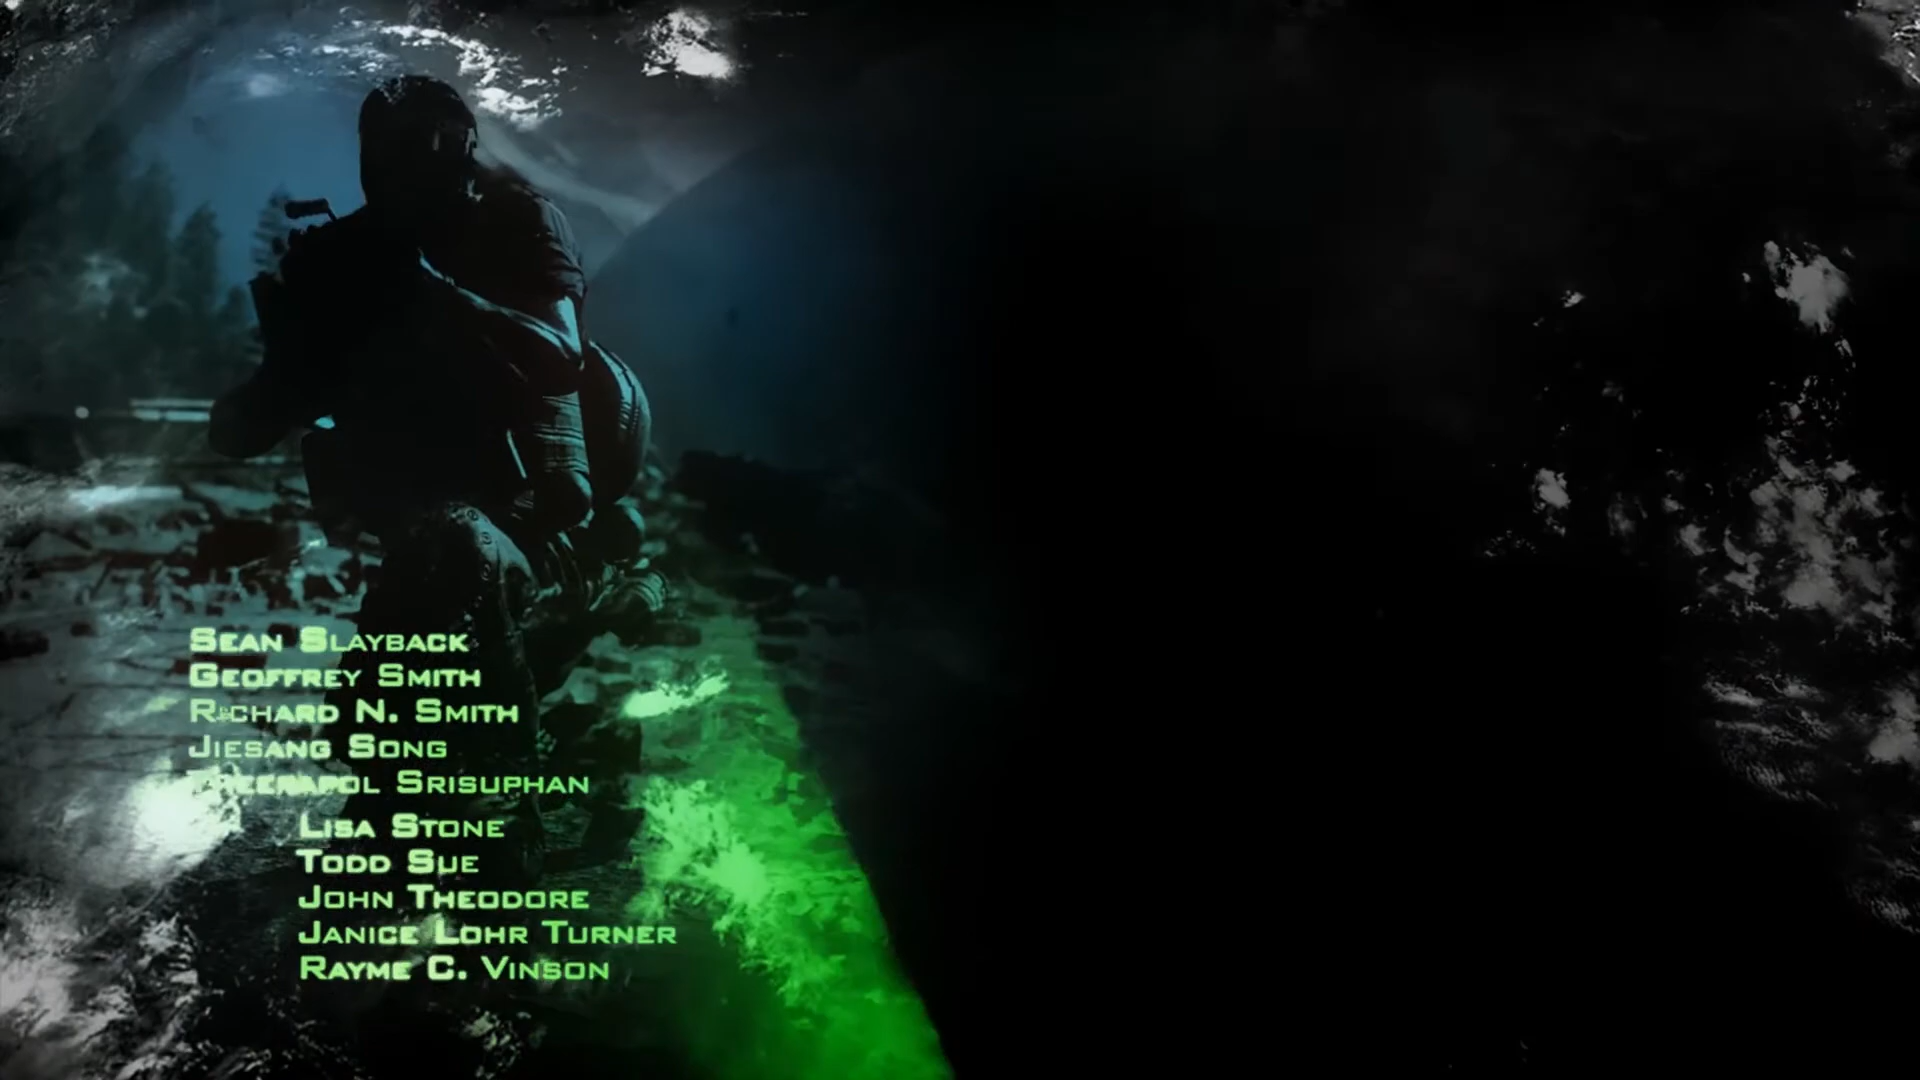 Sean Slayback
Geoffrey Smith
Richard N. Smith
Jiesang Song
Teerapol Srisuphan
Lisa Stone
Todd Sue
John Theodore
Janice Lohr Turner
Rayme C. Vinson